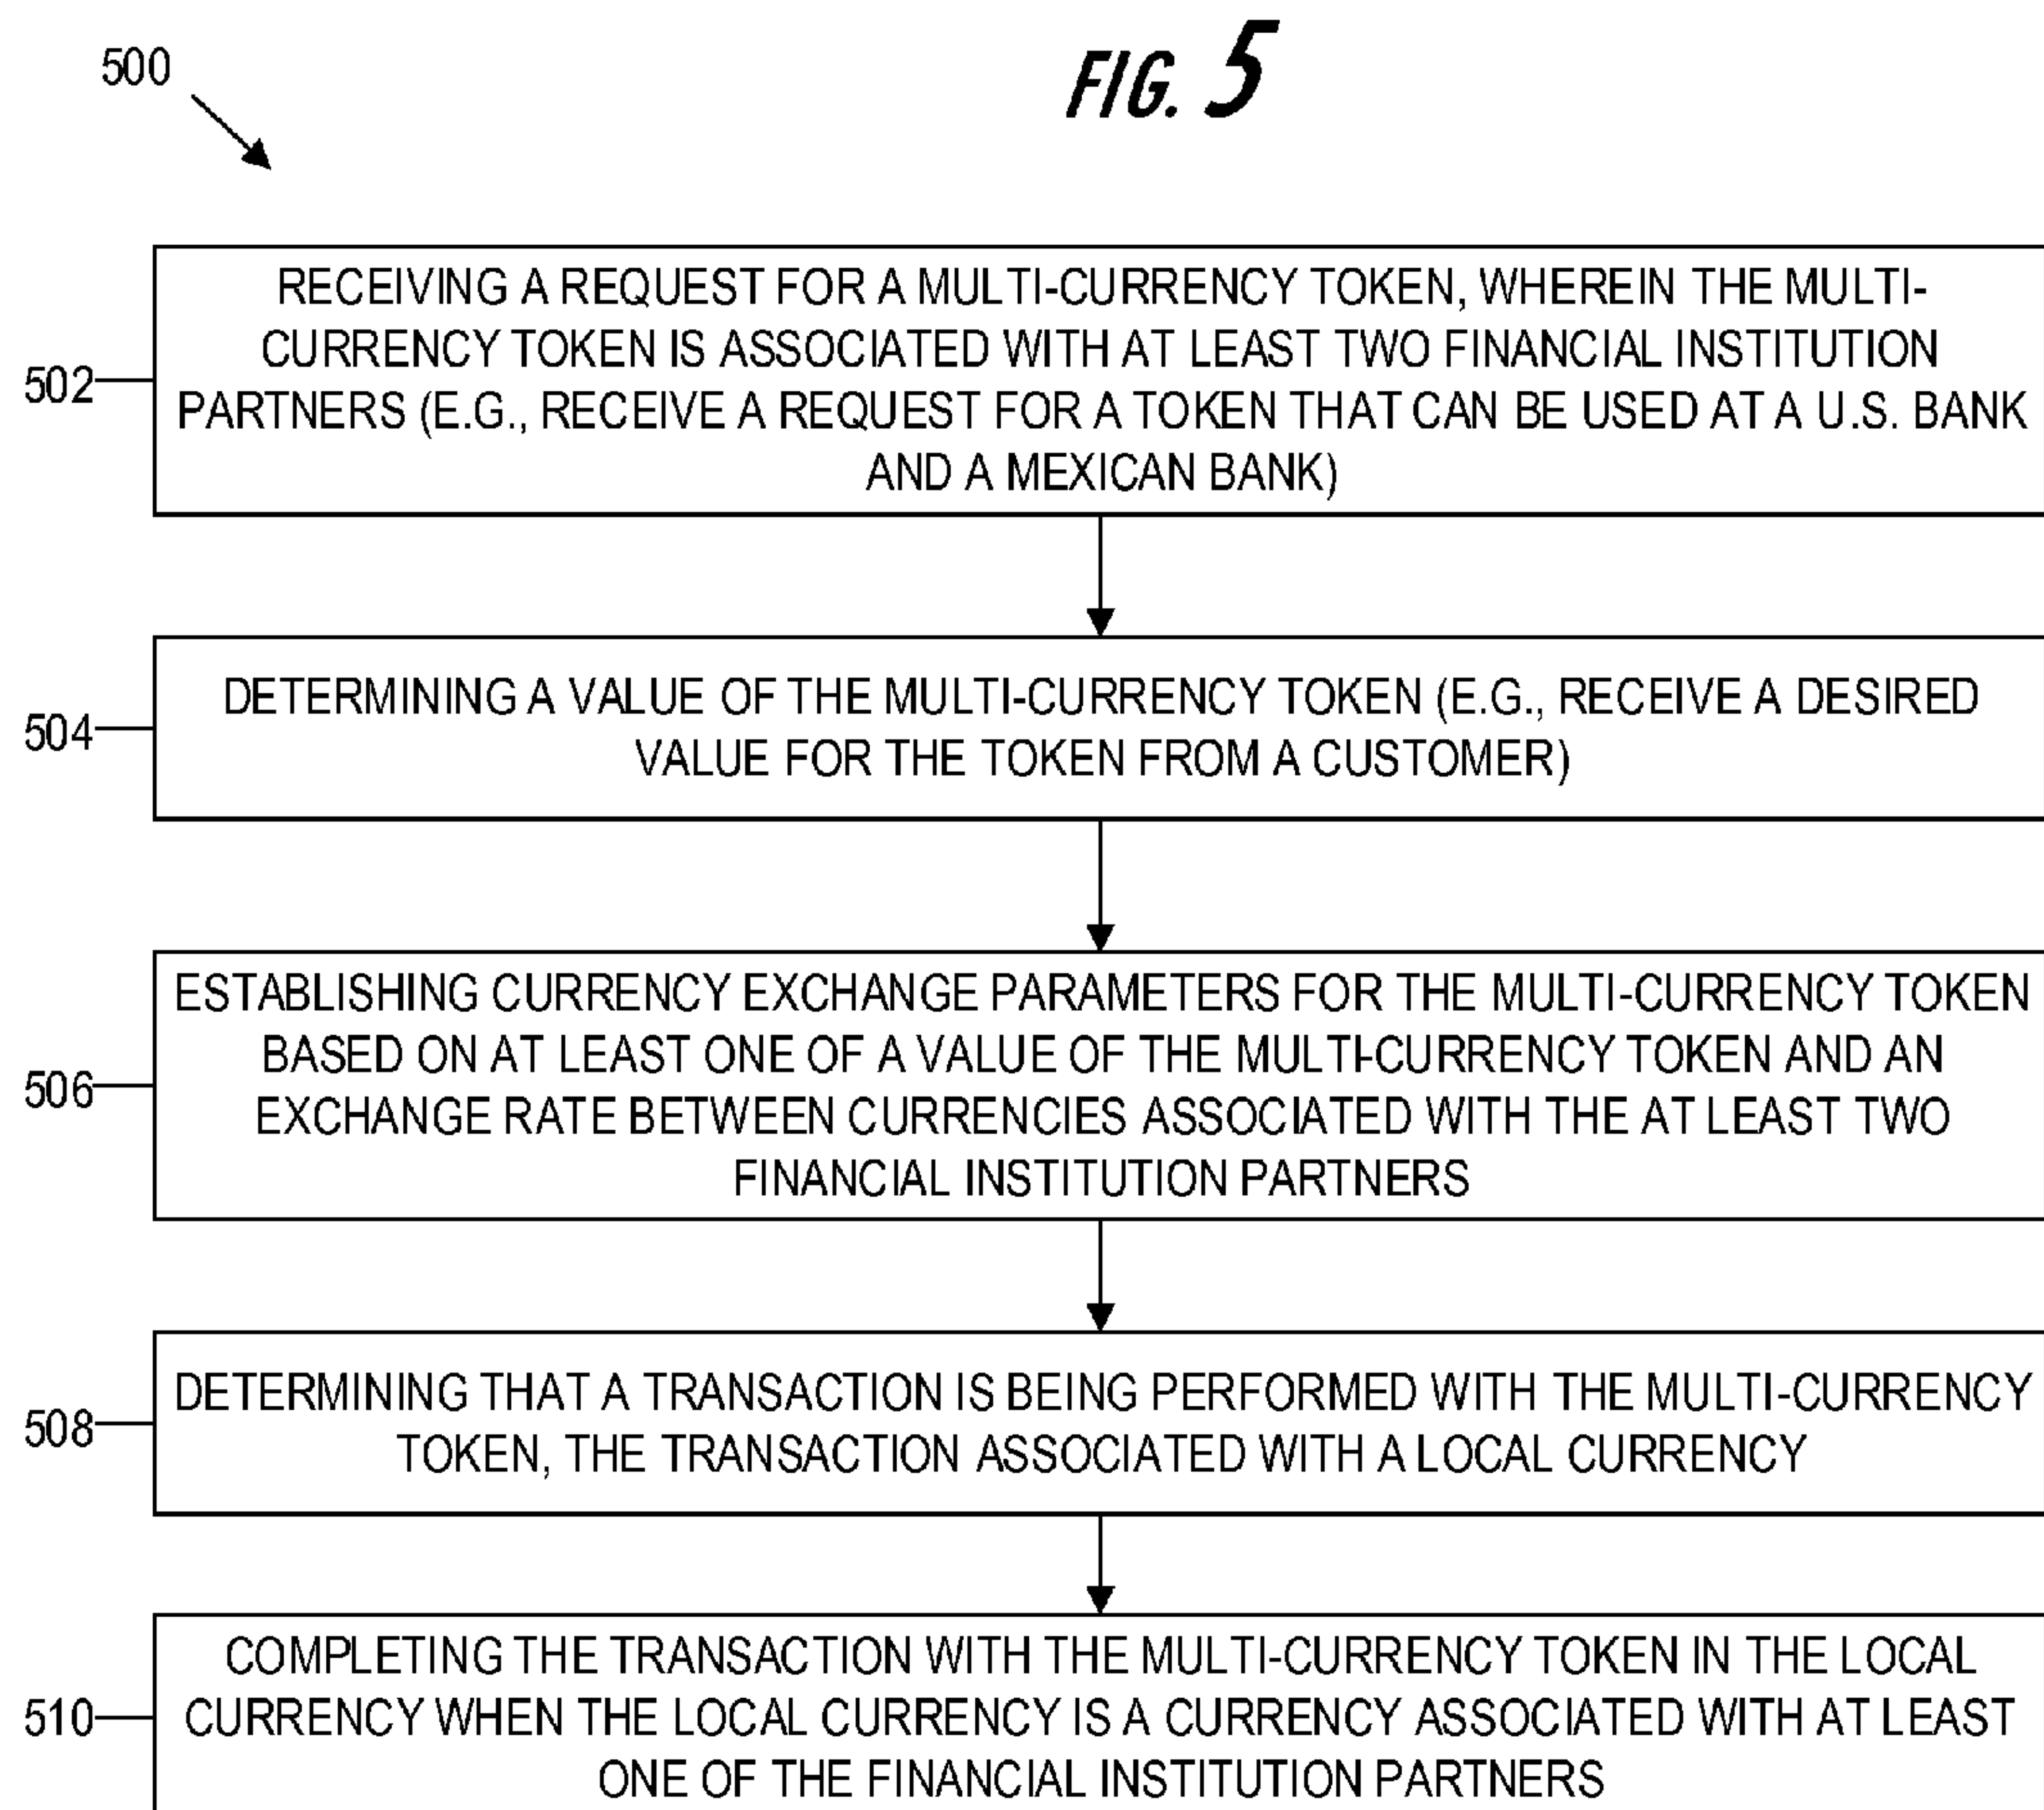 500
FIG. 5
RECEIVING A REQUEST FOR A MULTI-CURRENCY TOKEN, WHEREIN THE MULTI-
CURRENCY TOKEN IS ASSOCIATED WITH AT LEAST TWO FINANCIAL INSTITUTION
502
PARTNERS (E.G., RECEIVE A REQUEST FOR A TOKEN THAT CAN BE USED AT A U.S. BANK
AND A MEXICAN BANK)
DETERMINING A VALUE OF THE MULTI-CURRENCY TOKEN (E.G., RECEIVE A DESIRED
504
VALUE FOR THE TOKEN FROM A CUSTOMER)
ESTABLISHING CURRENCY EXCHANGE PARAMETERS FOR THE MULTI-CURRENCY TOKEN
BASED ON AT LEAST ONE OF A VALUE OF THE MULTI-CURRENCY TOKEN AND AN
506
EXCHANGE RATE BETWEEN CURRENCIES ASSOCIATED WITH THE AT LEAST TWO
FINANCIAL INSTITUTION PARTNERS
DETERMINING THAT A TRANSACTION IS BEING PERFORMED WITH THE MULTI-CURRENCY
508
TOKEN, THE TRANSACTION ASSOCIATED WITH A LOCAL CURRENCY
COMPLETING THE TRANSACTION WITH THE MULTI-CURRENCY TOKEN IN THE LOCAL
510
CURRENCY WHEN THE LOCAL CURRENCY IS A CURRENCY ASSOCIATED WITH AT LEAST
ONE OF THE FINANCIAL INSTITUTION PARTNERS